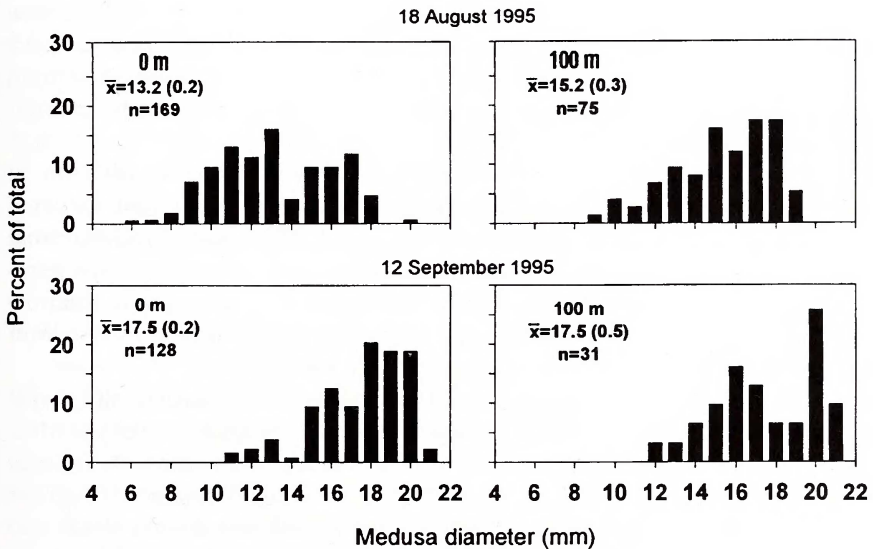 18 August 1995
Percent of total
30
20
10
0
0 m
x̄=13.2 (0.2)
n=169
100 m
x̄=15.2 (0.3)
n=75
12 September 1995
30
20
10
0
0 m
x̄=17.5 (0.2)
n=128
100 m
x̄=17.5 (0.5)
n=31
4 6 8 10 12 14 16 18 20 22
4 6 8 10 12 14 16 18 20 22
Medusa diameter (mm)